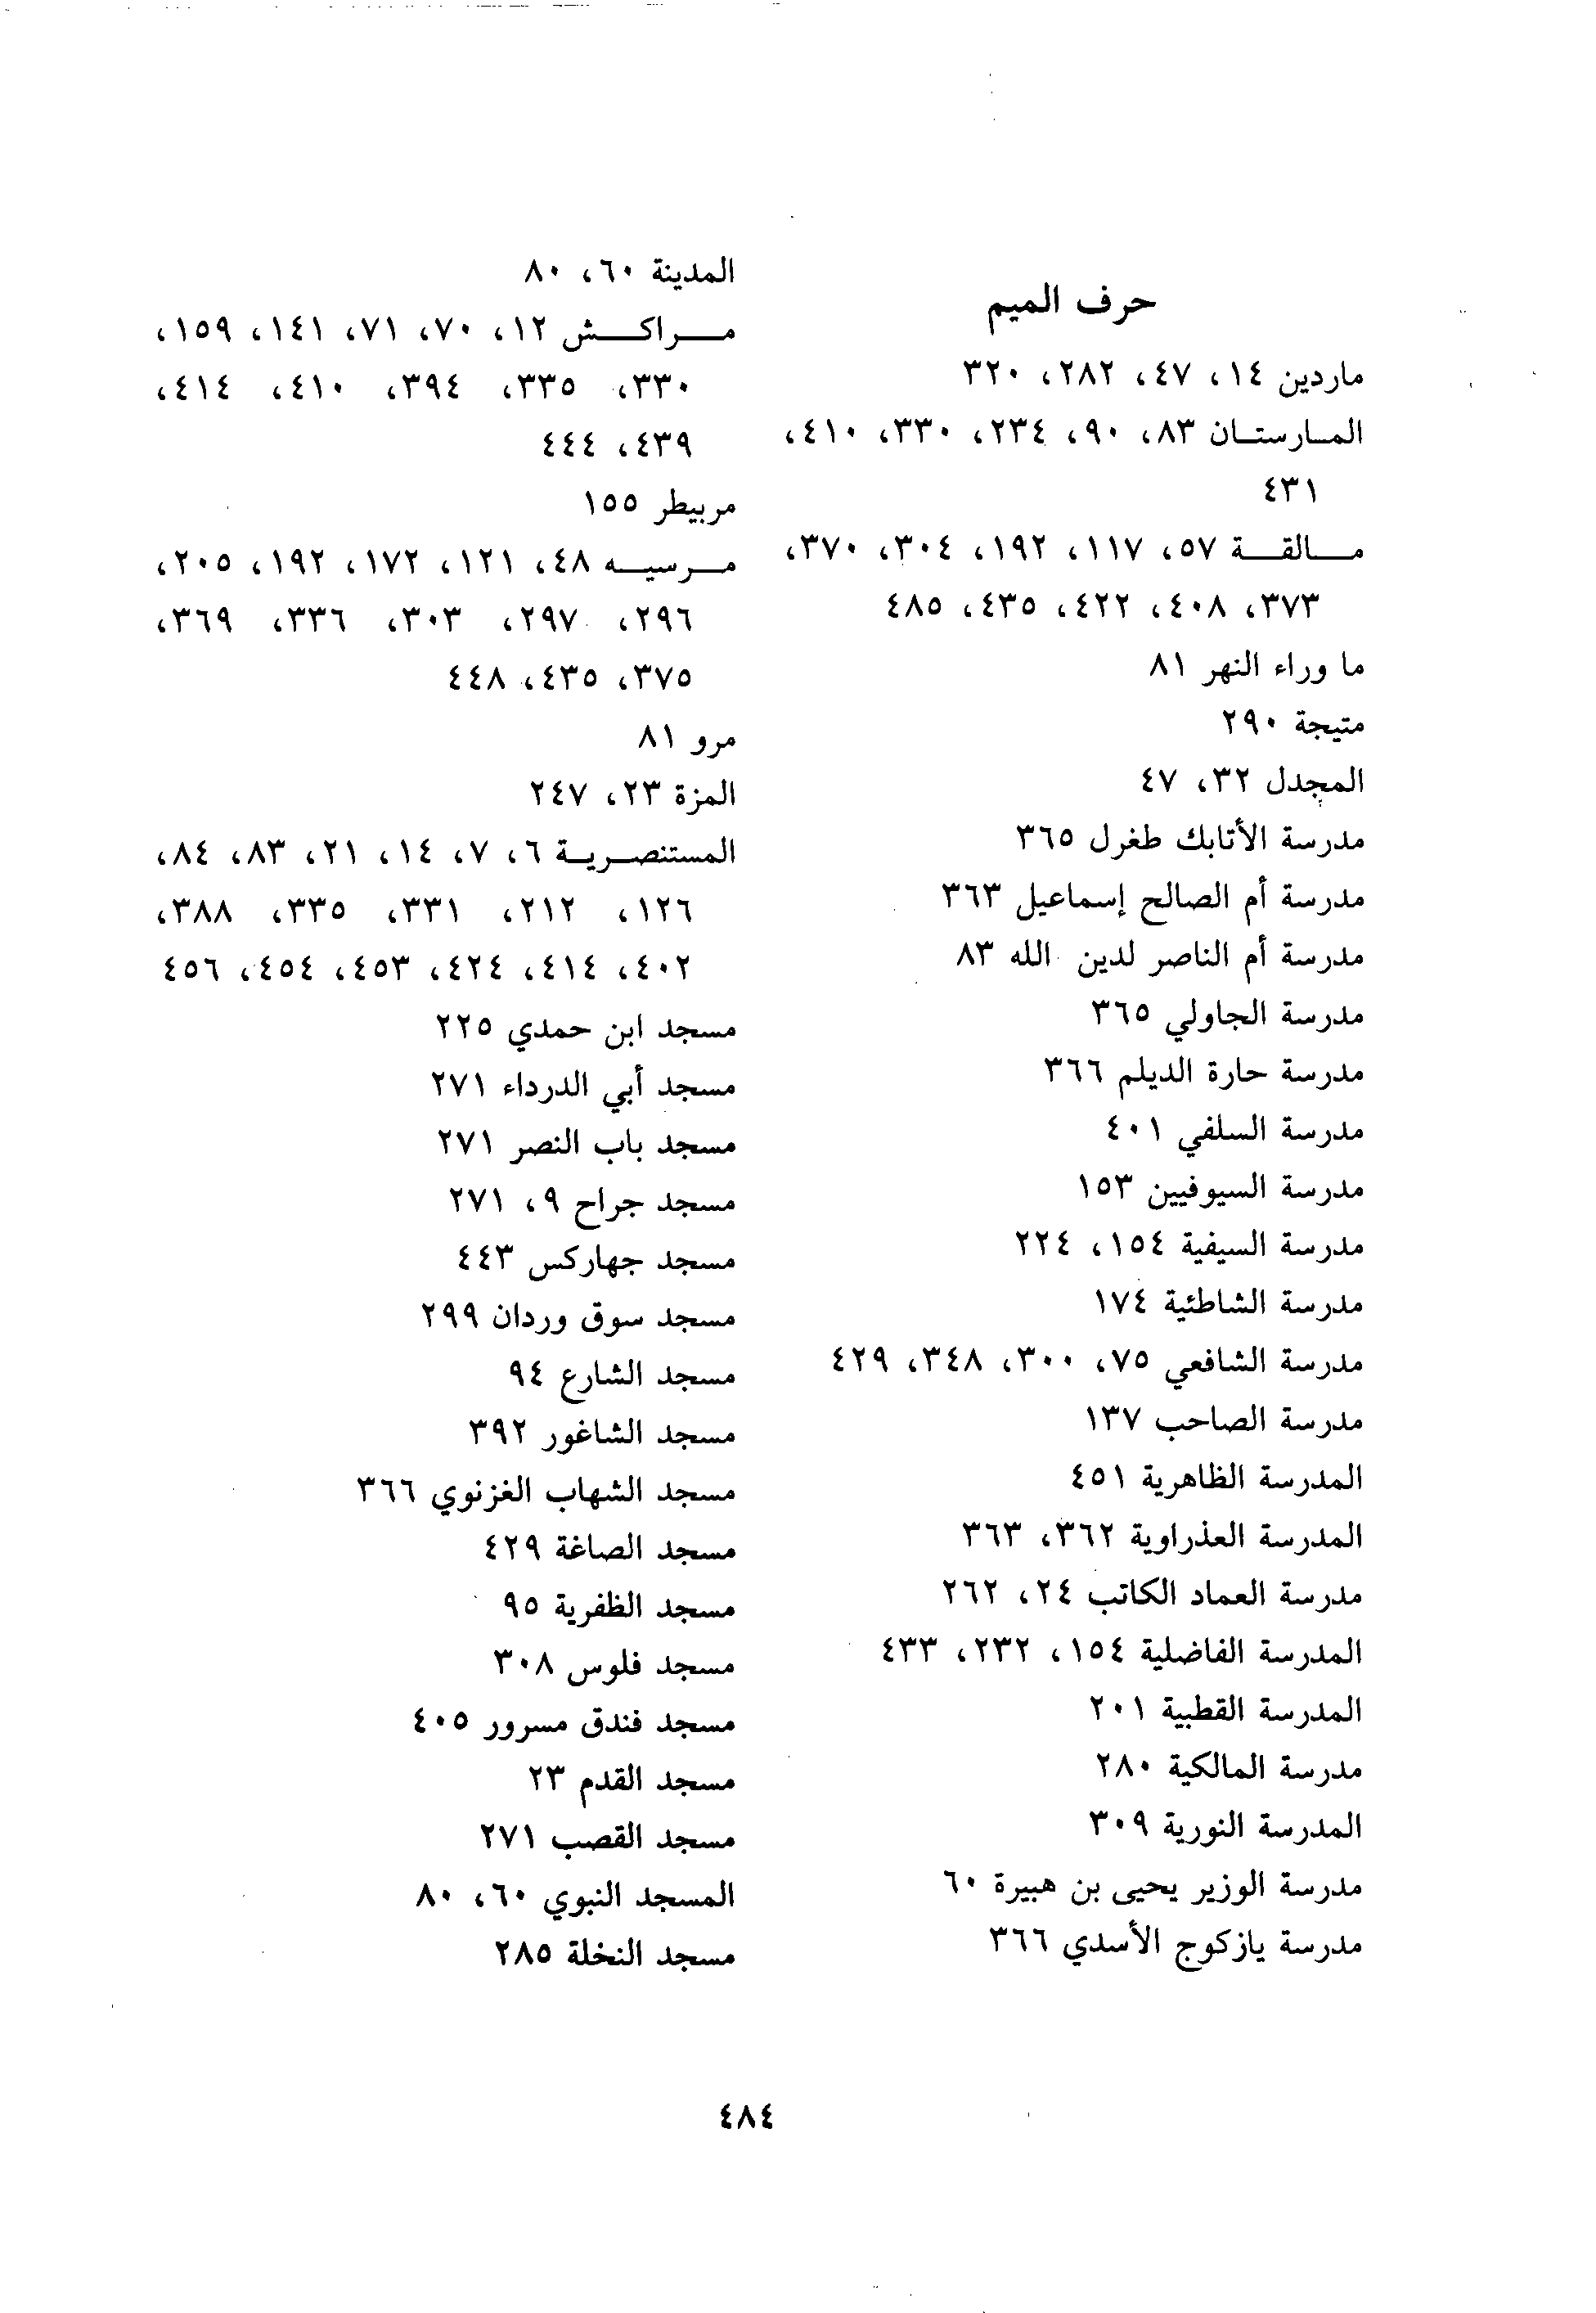 حرف الميم
ماردين ١٤، ٤٧، ٢٨٢، ٣٢٠
المارستان ٨٣، ٩٠، ٢٣٤، ٣٣٠، ٤١٠،
٤٣١
مالقة ٥٧، ١١٧، ١٩٢، ٣٠٤، ٣٧٠،
٣٧٣، ٤٠٨، ٤٢٢، ٤٣٥، ٤٨٥
ما وراء النهر ٨١
متيجة ٢٩٠
المجدل ٣٢، ٤٧
مدرسة الأتابك طغرل ٣٦٥
مدرسة أم الصالح إسماعيل ٣٦٣
مدرسة أم الناصر لدين الله ٨٣
مدرسة الجاولي ٣٦٥
مدرسة حارة الديلم ٣٦٦
مدرسة السلفي ٤٠١
مدرسة السيوفيين ١٥٣
مدرسة السيفية ١٥٤، ٢٢٤
مدرسة الشاطئية ١٧٤
مدرسة الشافعي ٧٥، ٣٠٠، ٣٤٨، ٤٢٩
مدرسة الصاحب ١٣٧
المدرسة الظاهرية ٤٥١
المدرسة العذراوية ٣٦٢، ٣٦٣
مدرسة العماد الكاتب ٢٤، ٢٦٢
المدرسة الفاضلية ١٥٤، ٢٣٢، ٤٣٣
المدرسة القطبية ٢٠١
مدرسة المالكية ٢٨٠
المدرسة النورية ٣٠٩
مدرسة الوزير يحيى بن هبيرة ٦٠
مدرسة يازكوج الأسدي ٣٦٦
المدينة ٦٠، ٨٠
مراكش ١٢، ٧٠، ٧١، ١٤١، ١٥٩،
٣٣٠، ٣٣٥، ٣٩٤، ٤١٠، ٤١٤،
٤٣٩، ٤٤٤
مربيطر ١٥٥
مرسيه ٤٨، ١٢١، ١٧٢، ١٩٢، ٢٠٥،
٢٩٦، ٢٩٧، ٣٠٣، ٣٣٦، ٣٦٩،
٣٧٥، ٤٣٥، ٤٤٨
مرو ٨١
المزة ٢٣، ٢٤٧
المستنصرية ٦، ٧، ١٤، ٢١، ٨٣، ٨٤،
١٢٦، ٢١٢، ٣٣١، ٣٣٥، ٣٨٨،
٤٠٢، ٤١٤، ٤٢٤، ٤٥٣، ٤٥٤، ٤٥٦
مسجد ابن حمدي ٢٢٥
مسجد أبي الدرداء ٢٧١
مسجد باب النصر ٢٧١
مسجد جراح ٩، ٢٧١
مسجد جهاركس ٤٤٣
مسجد سوق وردان ٢٩٩
مسجد الشارع ٩٤
مسجد الشاغور ٣٩٢
مسجد الشهاب الغزنوي ٣٦٦
مسجد الصاغة ٤٢٩
مسجد الظفرية ٩٥
مسجد فلوس ٣٠٨
مسجد فندق مسرور ٤٠٥
مسجد القدم ٢٣
مسجد القصب ٢٧١
المسجد النبوي ٦٠، ٨٠
مسجد النخلة ٢٨٥
٤٨٤